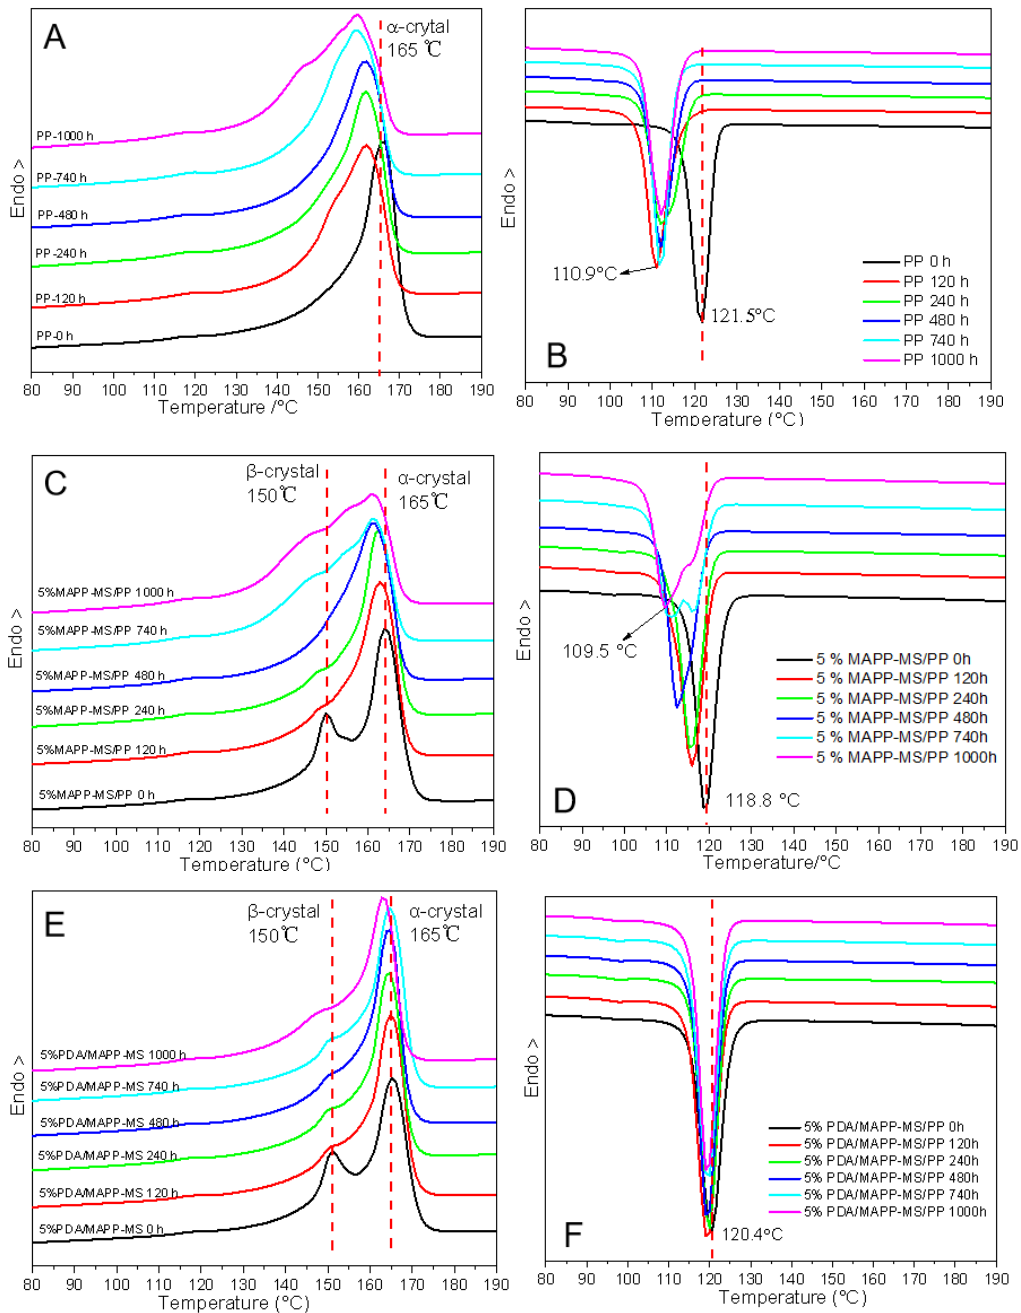 A
α-crytal
165 ℃
PP-1000 h
PP-740 h
PP-480 h
PP-240 h
PP-120 h
PP-0 h
Endo >
80 90 100 110 120 130 140 150 160 170 180 190
Temperature /°C
B
110.9°C
121.5°C
PP 0 h
PP 120 h
PP 240 h
PP 480 h
PP 740 h
PP 1000 h
Endo >
80 90 100 110 120 130 140 150 160 170 180 190
Temperature (°C)
C
β-crystal
150℃
α-crystal
165℃
5%MAPP-MS/PP 1000 h
5%MAPP-MS/PP 740 h
5%MAPP-MS/PP 480 h
5%MAPP-MS/PP 240 h
5%MAPP-MS/PP 120 h
5%MAPP-MS/PP 0 h
Endo >
80 90 100 110 120 130 140 150 160 170 180 190
Temperature (°C)
D
109.5 °C
118.8 °C
5 % MAPP-MS/PP 0h
5 % MAPP-MS/PP 120h
5 % MAPP-MS/PP 240h
5 % MAPP-MS/PP 480h
5 % MAPP-MS/PP 740h
5 % MAPP-MS/PP 1000h
Endo >
80 90 100 110 120 130 140 150 160 170 180 190
Temperature/°C
E
β-crystal
150℃
α-crystal
165℃
5%PDA/MAPP-MS 1000 h
5%PDA/MAPP-MS 740 h
5%PDA/MAPP-MS 480 h
5%PDA/MAPP-MS 240 h
5%PDA/MAPP-MS 120 h
5%PDA/MAPP-MS 0 h
Endo >
80 90 100 110 120 130 140 150 160 170 180 190
Temperature (°C)
F
120.4°C
5% PDA/MAPP-MS/PP 0h
5% PDA/MAPP-MS/PP 120h
5% PDA/MAPP-MS/PP 240h
5% PDA/MAPP-MS/PP 480h
5% PDA/MAPP-MS/PP 740h
5% PDA/MAPP-MS/PP 1000h
Endo >
80 90 100 110 120 130 140 150 160 170 180 190
Temperature (°C)